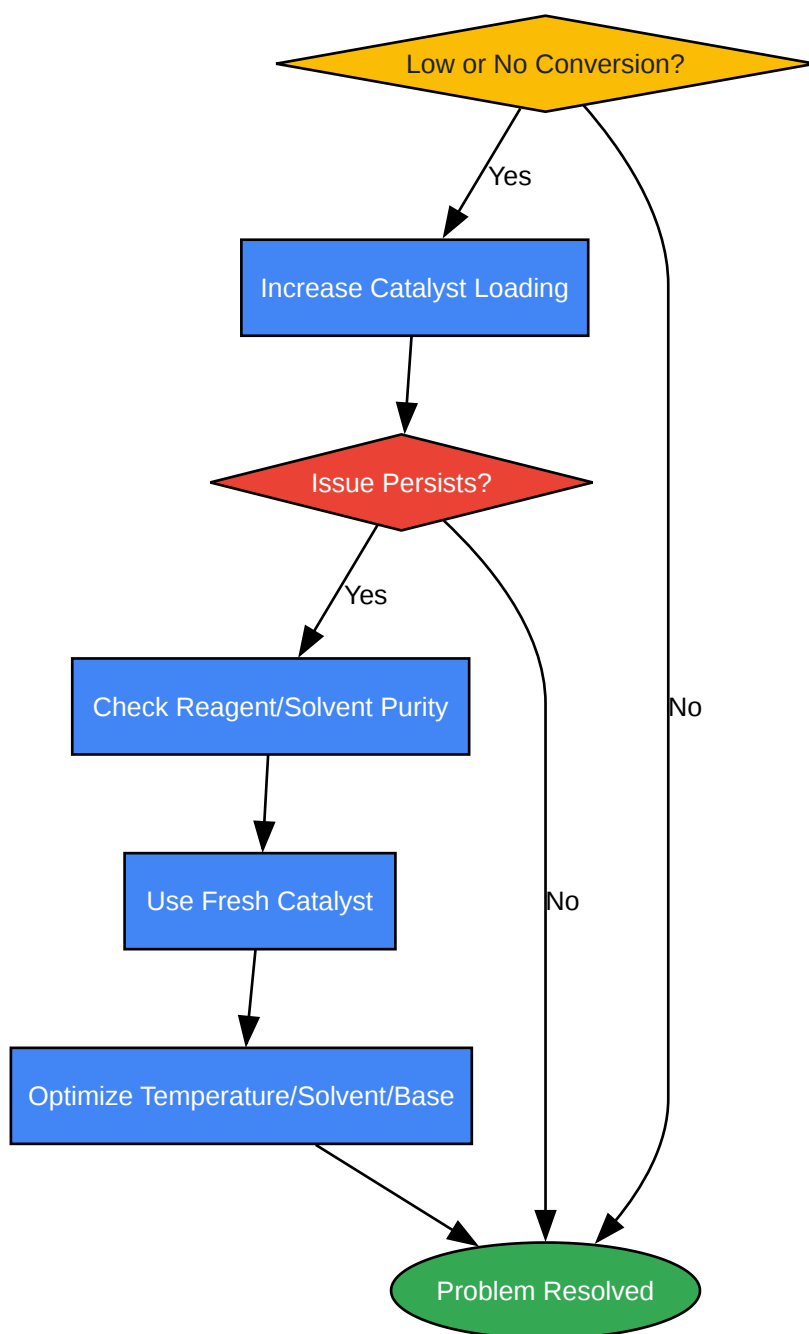 Low or No Conversion?
Yes
Increase Catalyst Loading
Issue Persists?
Yes
Check Reagent/Solvent Purity
No
Use Fresh Catalyst
No
Optimize Temperature/Solvent/Base
Problem Resolved